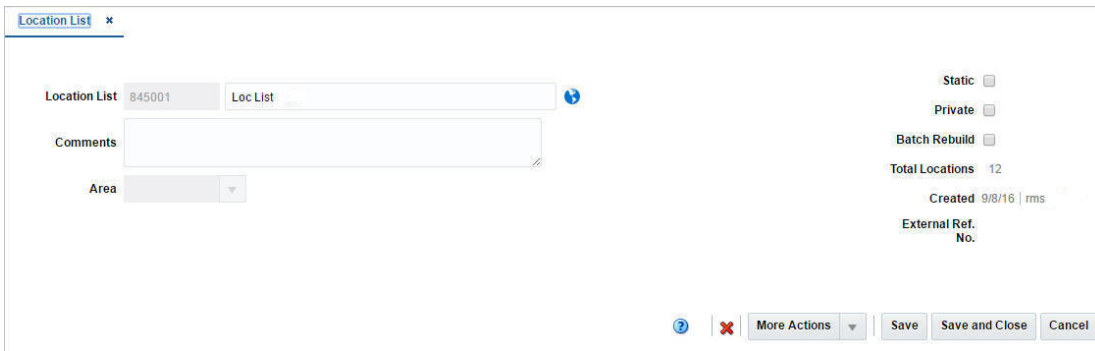 Location List
Location List 845001 Loc List
Comments
Area
Static
Private
Batch Rebuild
Total Locations 12
Created 9/8/16 | rms
External Ref.
No.
More Actions Save Save and Close Cancel